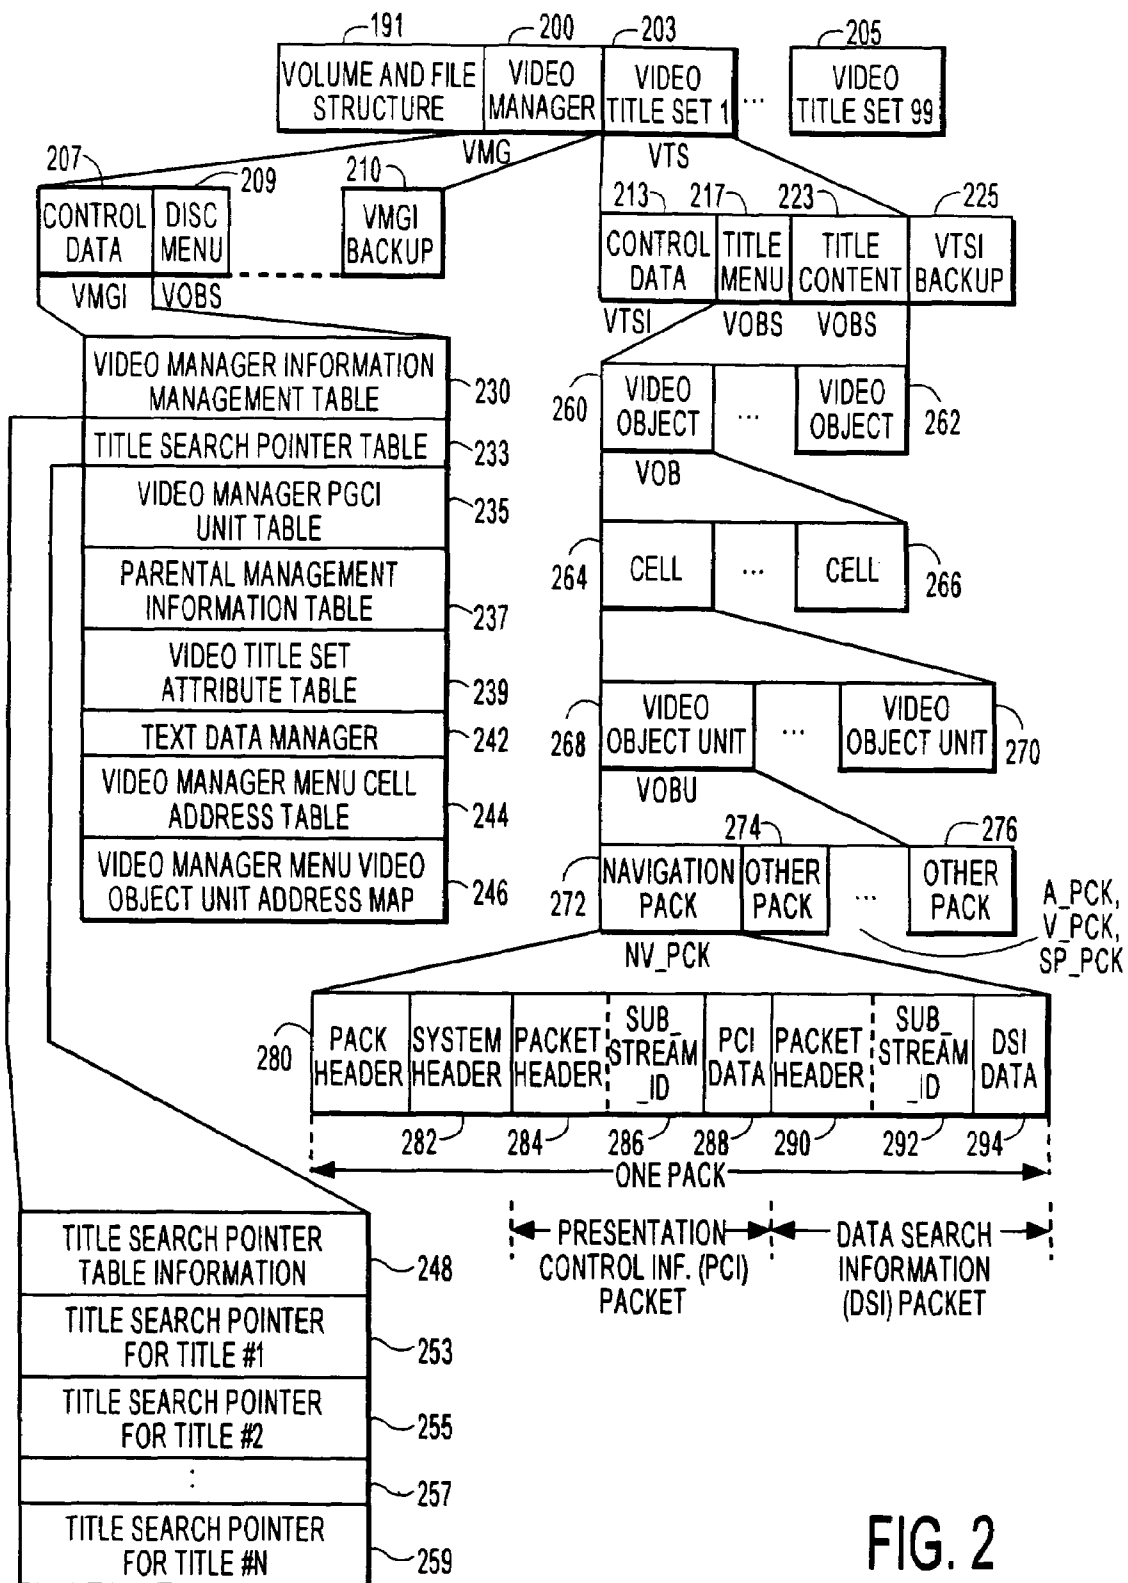 191 200 203 205
VOLUME AND FILE STRUCTURE
VIDEO MANAGER
VIDEO TITLE SET 1
...
VIDEO TITLE SET 99
VMG
VTS
207 209 210
CONTROL DATA
DISC MENU
VMGI BACKUP
VMGI
VOBS
213 217 223 225
CONTROL DATA
TITLE MENU
TITLE CONTENT
VTSI BACKUP
VTSI
VOBS
VOBS
VIDEO MANAGER INFORMATION
MANAGEMENT TABLE
230
TITLE SEARCH POINTER TABLE
233
VIDEO MANAGER PGCI
UNIT TABLE
235
PARENTAL MANAGEMENT
INFORMATION TABLE
237
VIDEO TITLE SET
ATTRIBUTE TABLE
239
TEXT DATA MANAGER
242
VIDEO MANAGER MENU CELL
ADDRESS TABLE
244
VIDEO MANAGER MENU VIDEO
OBJECT UNIT ADDRESS MAP
246
260
VIDEO OBJECT
...
VIDEO OBJECT
262
VOB
264
CELL
...
CELL
266
268
VIDEO OBJECT UNIT
...
VIDEO OBJECT UNIT
270
VOBU
274 276
272
NAVIGATION PACK
OTHER PACK
...
OTHER PACK
A_PCK,
V_PCK,
SP_PCK
NV_PCK
280
PACK HEADER
SYSTEM HEADER
PACKET HEADER
SUB_
STREAM
_ID
PCI DATA
PACKET HEADER
SUB_
STREAM
_ID
DSI DATA
282 284 286 288 290 292 294
ONE PACK
PRESENTATION
CONTROL INF. (PCI)
PACKET
DATA SEARCH
INFORMATION
(DSI) PACKET
TITLE SEARCH POINTER
TABLE INFORMATION
248
TITLE SEARCH POINTER
FOR TITLE #1
253
TITLE SEARCH POINTER
FOR TITLE #2
255
:
257
TITLE SEARCH POINTER
FOR TITLE #N
259
FIG. 2